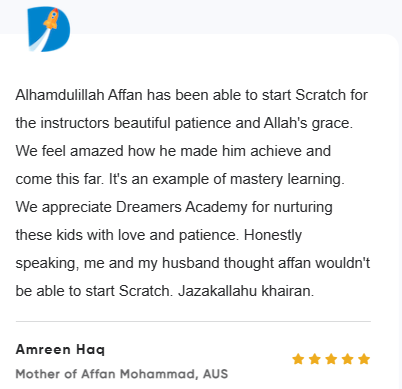 Alhamdulillah Affan has been able to start Scratch for
the instructors beautiful patience and Allah's grace.
We feel amazed how he made him achieve and
come this far. It's an example of mastery learning.
We appreciate Dreamers Academy for nurturing
these kids with love and patience. Honestly
speaking, me and my husband thought affan wouldn't
be able to start Scratch. Jazakallahu khairan.
Amreen Haq
Mother of Affan Mohammad, AUS